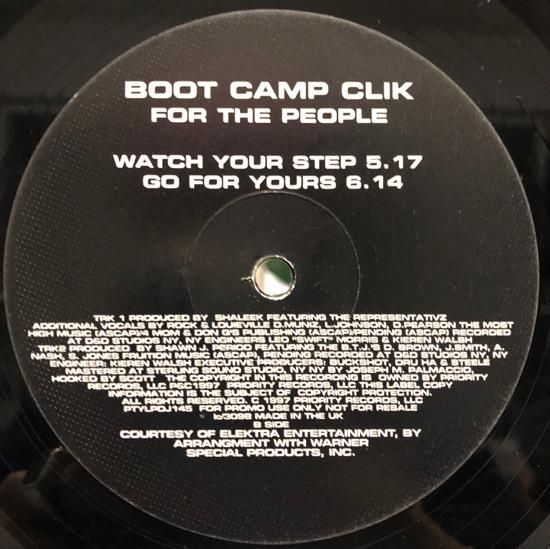 BOOT CAMP CLIK
FOR THE PEOPLE
WATCH YOUR STEP 5.17
GO FOR YOURS 6.14
TRK 1 PRODUCED BY SHALEEK FEATURING THE REPRESENTATIVZ
ADDITIONAL VOCALS BY ROCK & LOUIEVILLE D.MUNIZ, L.JOHNSON, D.PEARSON THE MOST
HIGH MUSIC (ASCAP)/4 MOM & DON G'S PUBLISHING (ASCAP)/PENDING (ASCAP) RECORDED
AT D&D STUDIOS NY, NY ENGINEERS LEO "SWIFT" MORRIS & KIEREN WALSH
TRK2 PRODUCED BY SHAWN J. PERIOD FEATURING THE B.T.J.'S D. BROWN, J.SMITH, A.
NASH, S. JONES FRUITION MUSIC (ASCAP), PENDING RECORDED AT D&D STUDIOS NY, NY
ENGINEER: KIEREN WALSH EXECUTIVE PRODUCERS: BUCKSHOT, DRU HA & STEELE
MASTERED AT STERLING SOUND STUDIO, NY, NY BY JOSEPH M. PALMACCIO,
HOOKED BY SCOTT THE COPYRIGHT IN THIS RECORDING IS OWNED BY PRIORITY
RECORDS, LLC P&C1997 PRIORITY RECORDS, LLC THIS LABEL COPY
INFORMATION IS THE SUBJECT OF COPYRIGHT PROTECTION.
ALL RIGHTS RESERVED. C 1997 PRIORITY RECORDS, LLC
PTYLPDJ145 FOR PROMO USE ONLY NOT FOR RESALE
lb3098 MADE IN THE UK
B SIDE
COURTESY OF ELEKTRA ENTERTAINMENT, BY
ARRANGMENT WITH WARNER
SPECIAL PRODUCTS, INC.